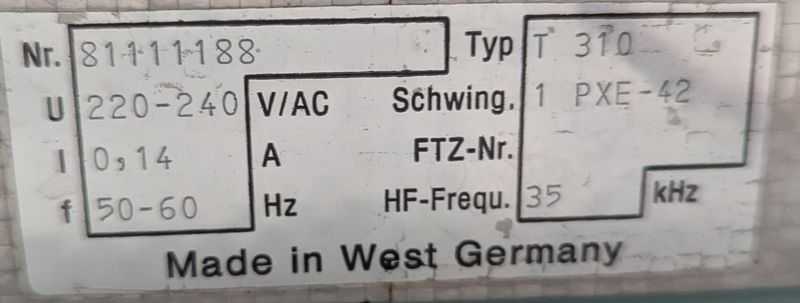 Nr. 81111188 Typ T 310
U 220-240 V/AC Schwing. 1 PXE-42
I 0,14 A FTZ-Nr.
f 50-60 Hz HF-Frequ. 35 kHz
Made in West Germany